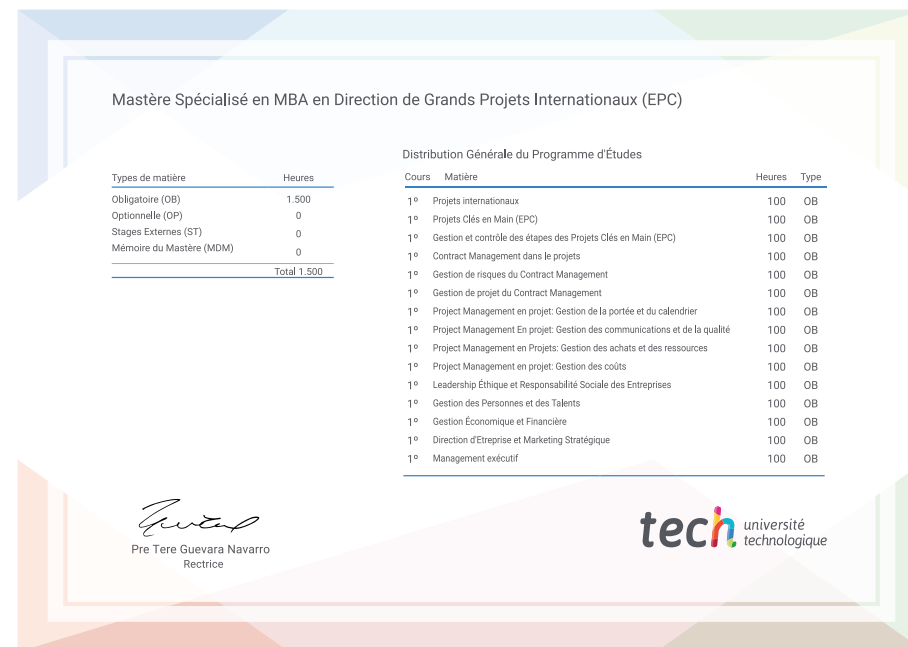 Mastère Spécialisé en MBA en Direction de Grands Projets Internationaux (EPC)
Types de matière Heures
Obligatoire (OB) 1.500
Optionnelle (OP) 0
Stages Externes (ST) 0
Mémoire du Mastère (MDM) 0
Total 1.500
Distribution Générale du Programme d'Études
Cours Matière Heures Type
1º Projets internationaux 100 OB
1º Projets Clés en Main (EPC) 100 OB
1º Gestion et contrôle des étapes des Projets Clés en Main (EPC) 100 OB
1º Contract Management dans le projets 100 OB
1º Gestion de risques du Contract Management 100 OB
1º Gestion de projet du Contract Management 100 OB
1º Project Management en projet: Gestion de la portée et du calendrier 100 OB
1º Project Management En projet: Gestion des communications et de la qualité 100 OB
1º Project Management en Projets: Gestion des achats et des ressources 100 OB
1º Project Management en projet: Gestion des coûts 100 OB
1º Leadership Éthique et Responsabilité Sociale des Entreprises 100 OB
1º Gestion des Personnes et des Talents 100 OB
1º Gestion Économique et Financière 100 OB
1º Direction d'Etreprise et Marketing Stratégique 100 OB
1º Management exécutif 100 OB
Pre Tere Guevara Navarro
Rectrice
tech université
technologique